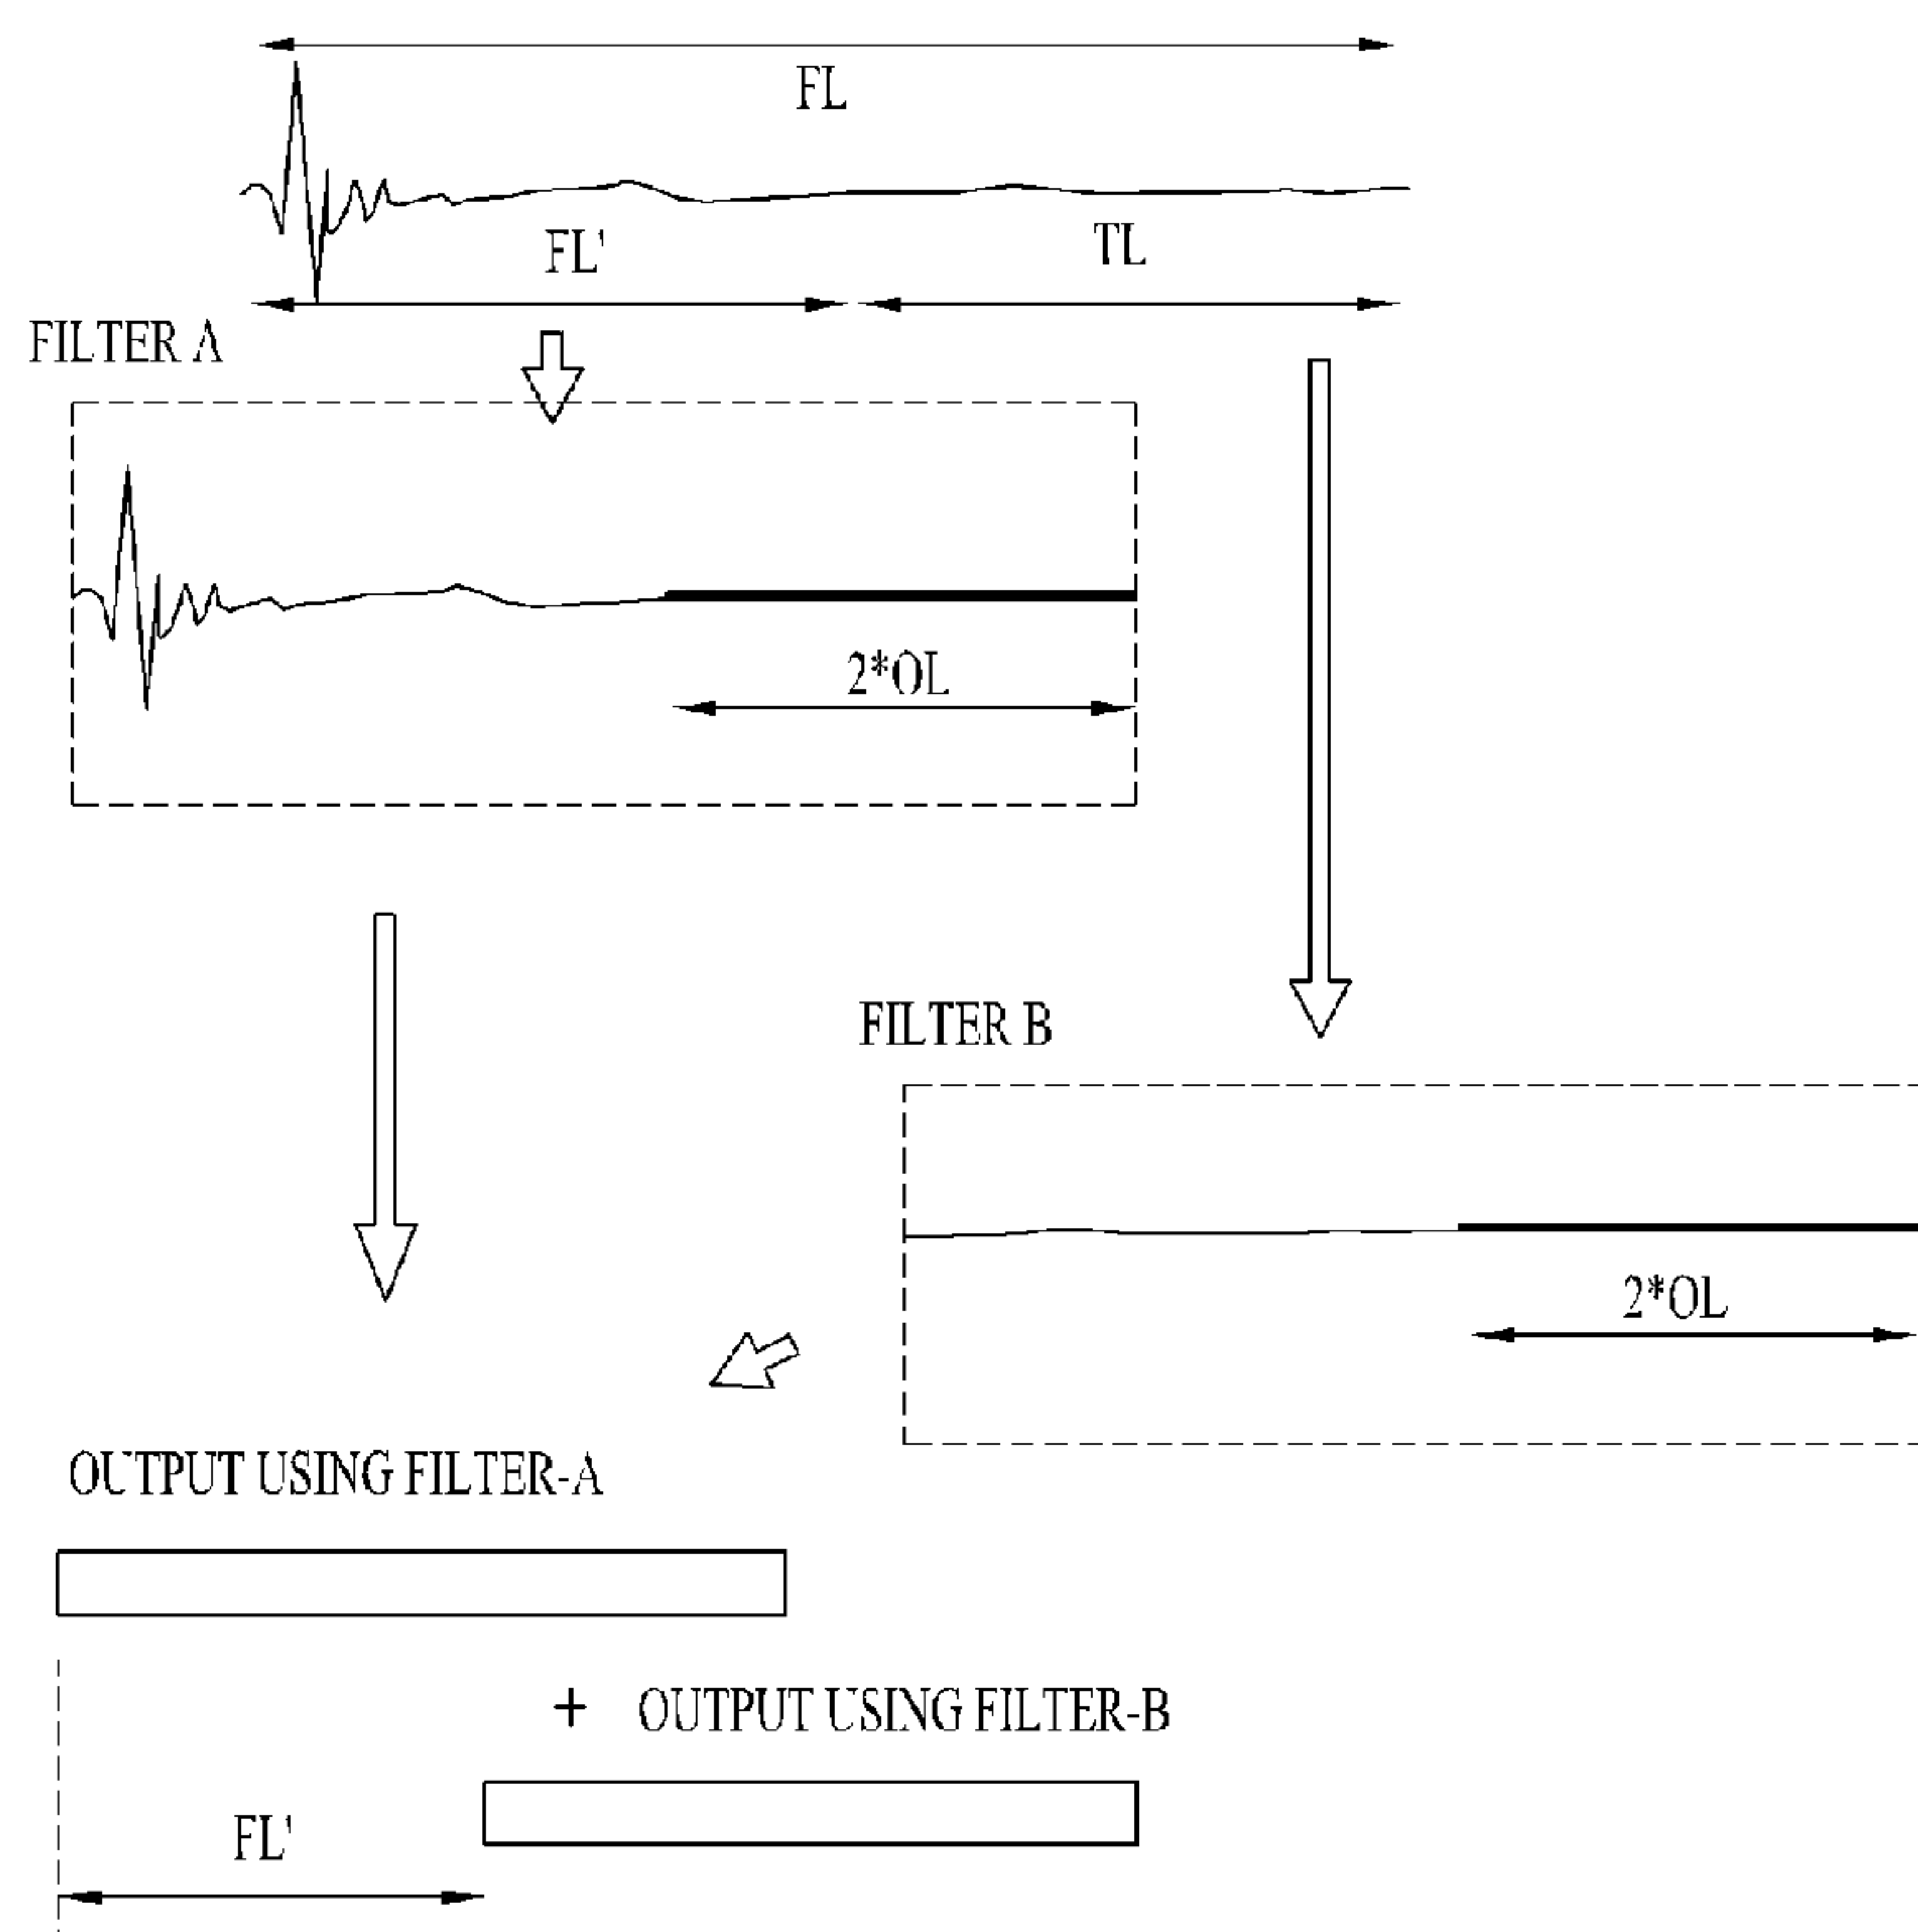 FL
FL'
TL
FILTER A
2*OL
FILTER B
2*OL
OUTPUT USING FILTER-A
+ OUTPUT USING FILTER-B
FL'